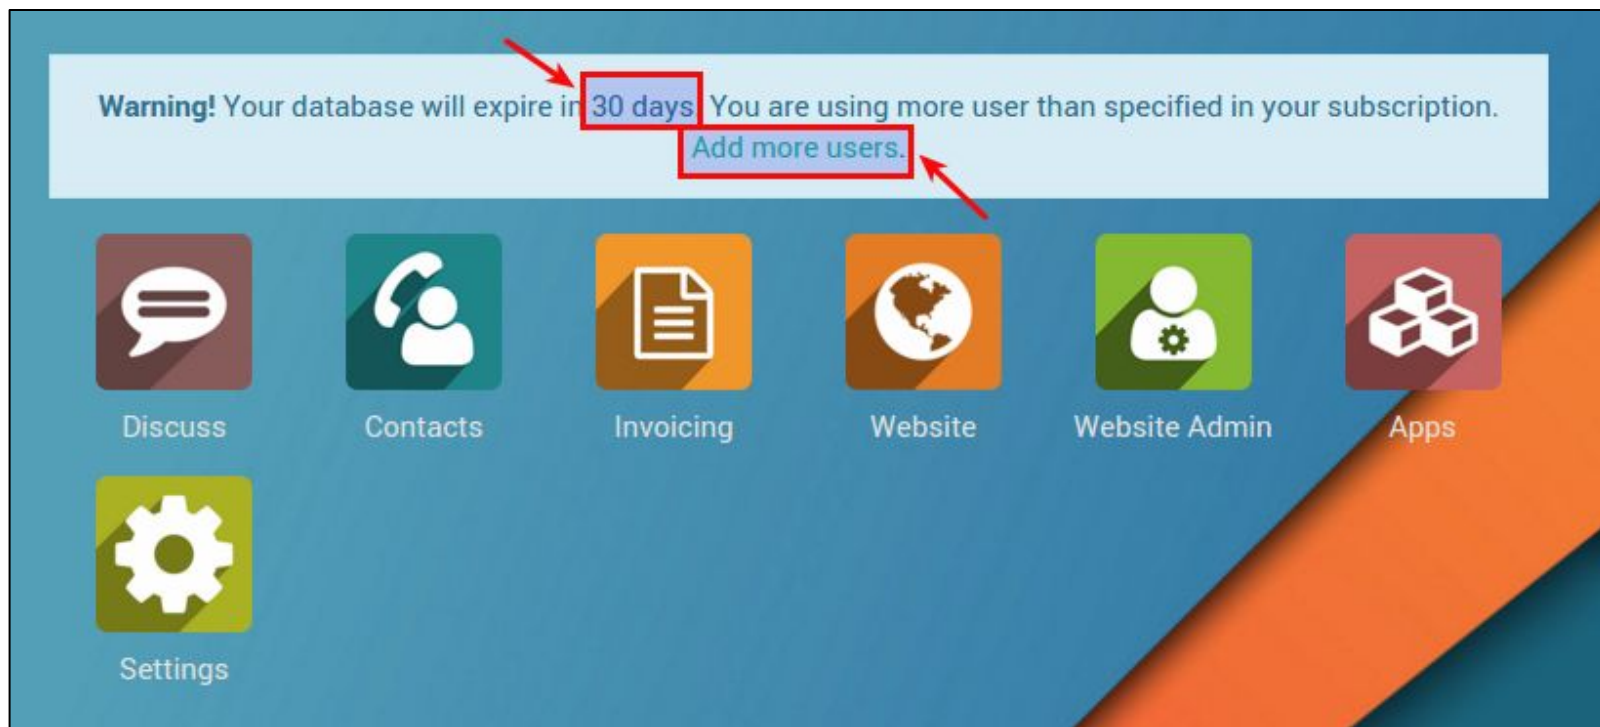 Warning! Your database will expire in 30 days. You are using more user than specified in your subscription.
Add more users.
Discuss
Contacts
Invoicing
Website
Website Admin
Apps
Settings